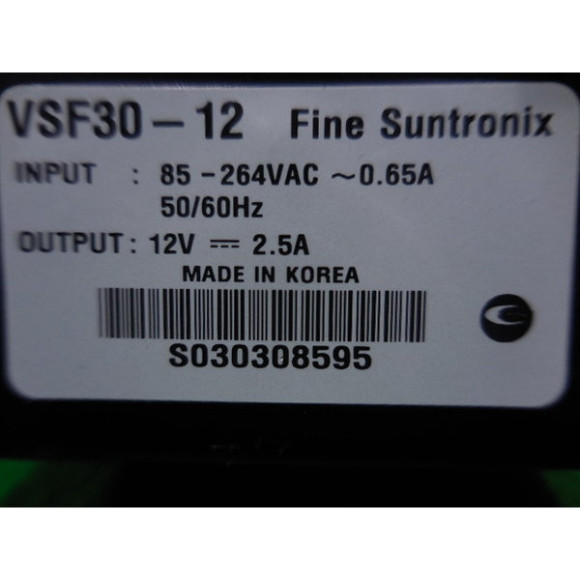 VSF30-12 Fine Suntronix
INPUT : 85-264VAC ~0.65A
50/60Hz
OUTPUT : 12V ⎓ 2.5A
MADE IN KOREA
S030308595